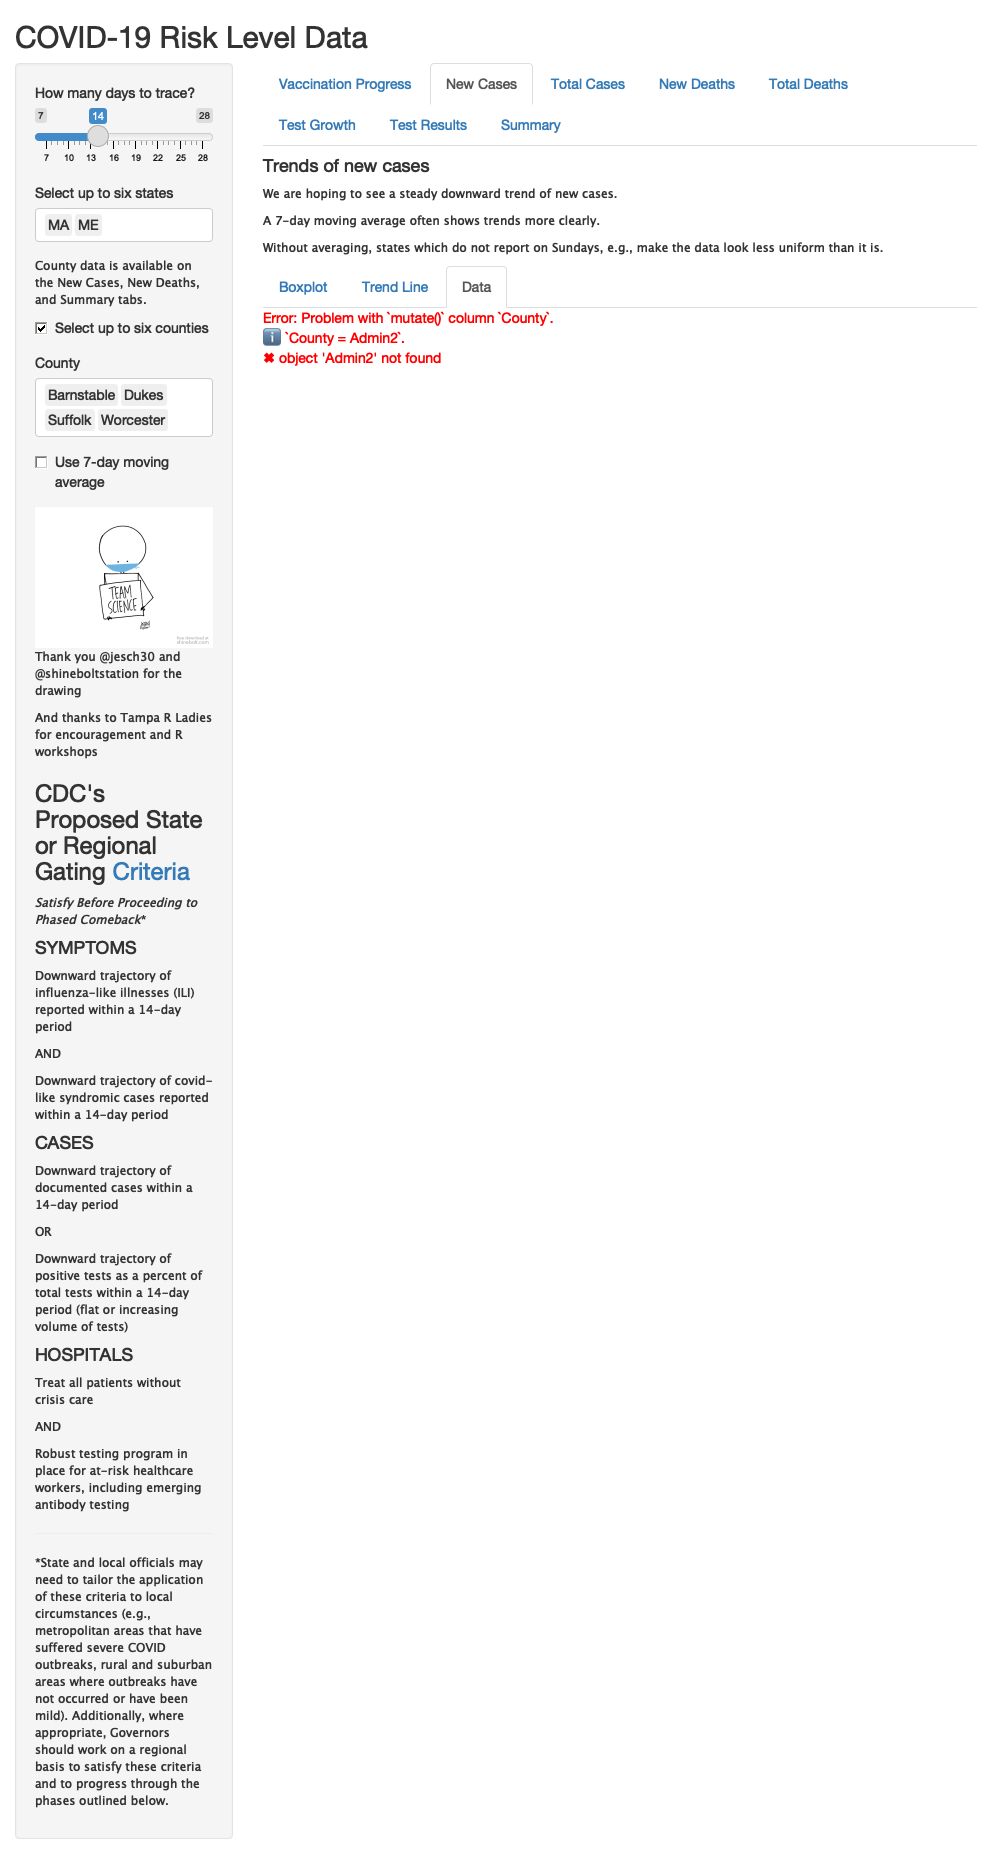 COVID-19 Risk Level Data
How many days to trace?
7 14 28
7 10 13 16 19 22 25 28
Select up to six states
MA ME
County data is available on
the New Cases, New Deaths,
and Summary tabs.
Select up to six counties
County
Barnstable Dukes
Suffolk Worcester
Use 7-day moving
average
TEAM
SCIENCE
free download at
shinebolt.com
Thank you @jesch30 and
@shineboltstation for the
drawing
And thanks to Tampa R Ladies
for encouragement and R
workshops
CDC's
Proposed State
or Regional
Gating Criteria
Satisfy Before Proceeding to
Phased Comeback*
SYMPTOMS
Downward trajectory of
influenza-like illnesses (ILI)
reported within a 14-day
period
AND
Downward trajectory of covid-
like syndromic cases reported
within a 14-day period
CASES
Downward trajectory of
documented cases within a
14-day period
OR
Downward trajectory of
positive tests as a percent of
total tests within a 14-day
period (flat or increasing
volume of tests)
HOSPITALS
Treat all patients without
crisis care
AND
Robust testing program in
place for at-risk healthcare
workers, including emerging
antibody testing
*State and local officials may
need to tailor the application
of these criteria to local
circumstances (e.g.,
metropolitan areas that have
suffered severe COVID
outbreaks, rural and suburban
areas where outbreaks have
not occurred or have been
mild). Additionally, where
appropriate, Governors
should work on a regional
basis to satisfy these criteria
and to progress through the
phases outlined below.
Vaccination Progress New Cases Total Cases New Deaths Total Deaths
Test Growth Test Results Summary
Trends of new cases
We are hoping to see a steady downward trend of new cases.
A 7-day moving average often shows trends more clearly.
Without averaging, states which do not report on Sundays, e.g., make the data look less uniform than it is.
Boxplot Trend Line Data
Error: Problem with `mutate()` column `County`.
ℹ️ `County = Admin2`.
✖ object 'Admin2' not found